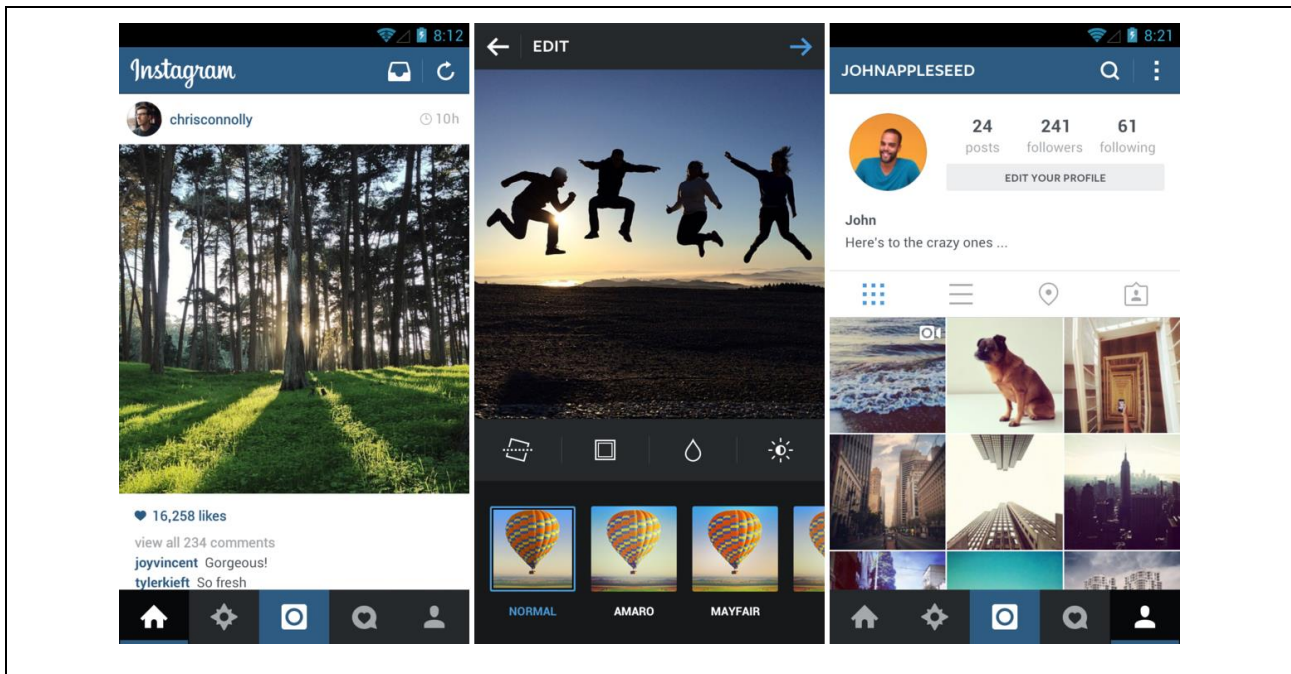 8:12
Instagram
chrisconnolly 10h
16,258 likes
view all 234 comments
joyvincent Gorgeous!
tylerkieft So fresh
EDIT
NORMAL AMARO MAYFAIR
8:21
JOHNAPPLESEED
24 241 61
posts followers following
EDIT YOUR PROFILE
John
Here's to the crazy ones ...